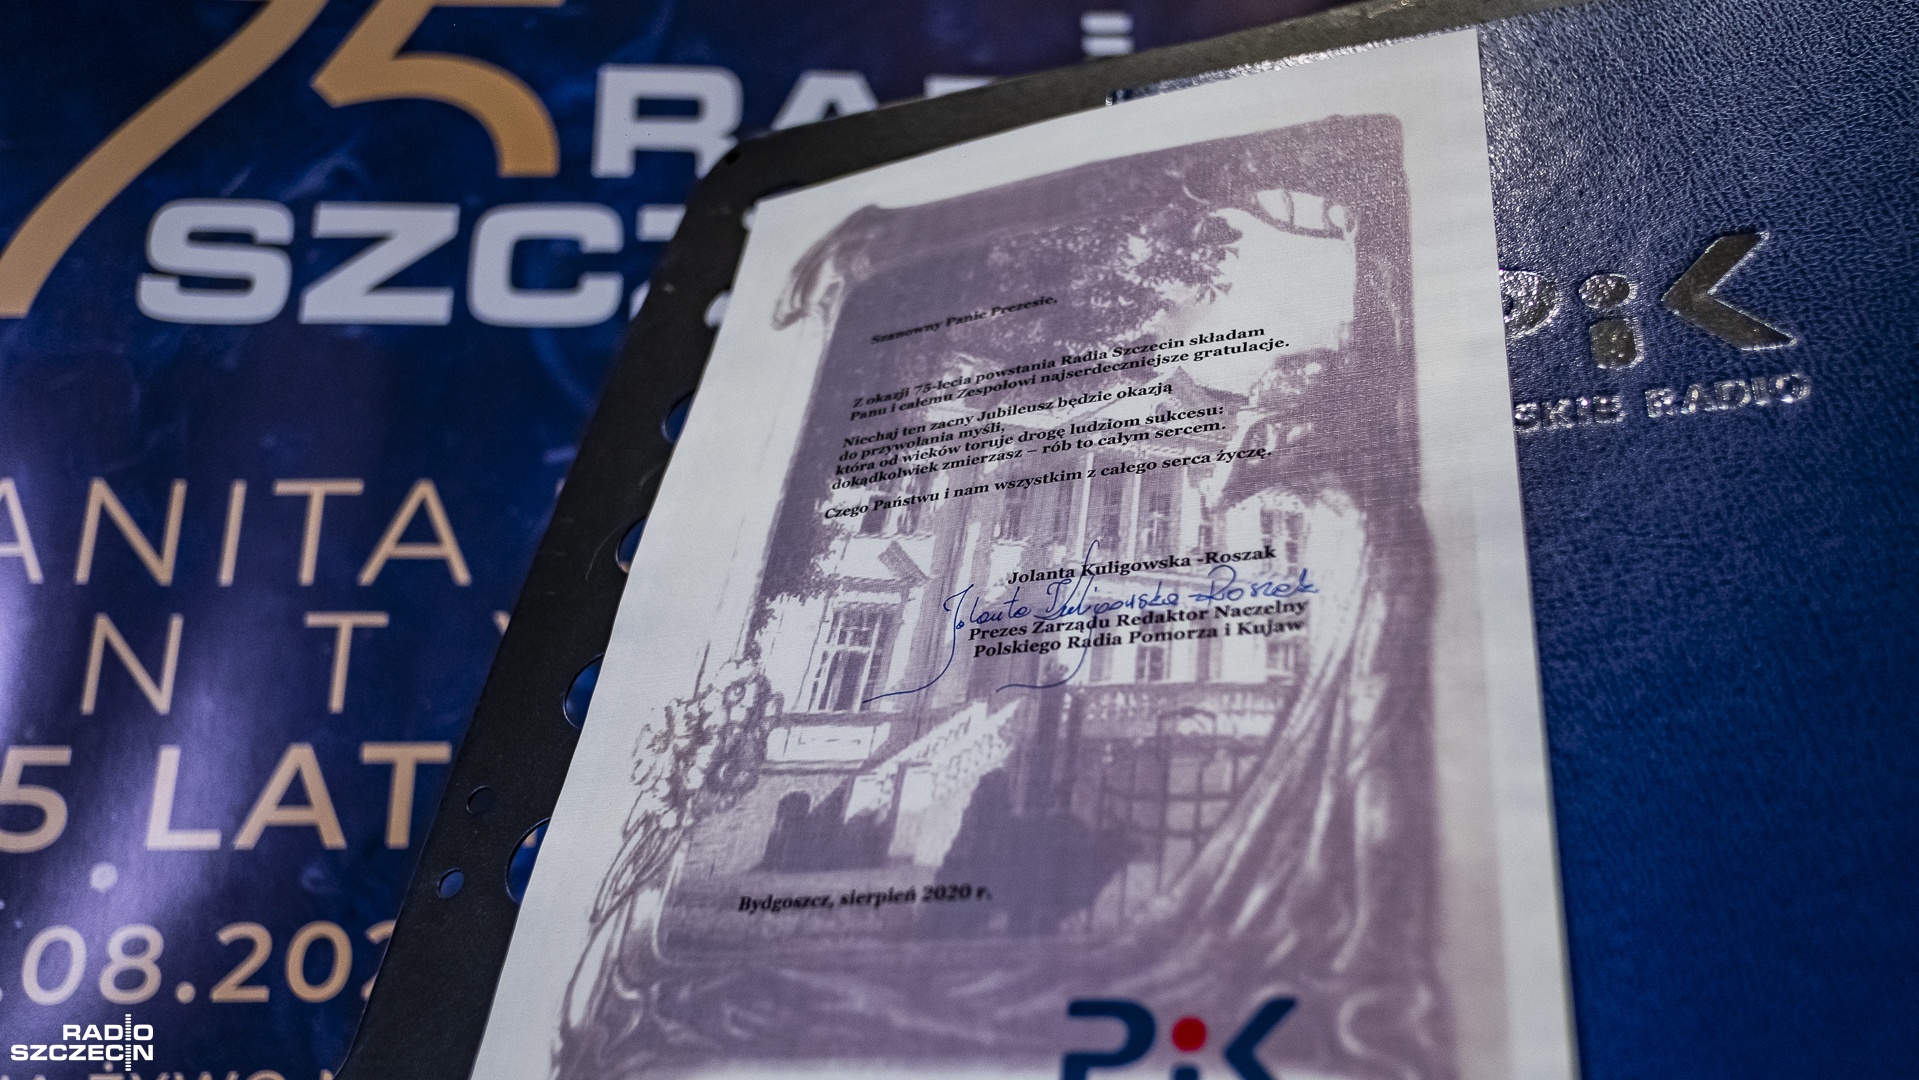 75 RA
SZCZ
ANITA
N T
5 LAT
.08.202
Szanowny Panie Prezesie,
Z okazji 75-lecia powstania Radia Szczecin składam
Panu i całemu Zespołowi najserdeczniejsze gratulacje.
Niechaj ten zacny Jubileusz będzie okazją
do przywołania myśli,
która od wieków toruje drogę ludziom sukcesu:
dokądkolwiek zmierzasz – rób to całym sercem.
Czego Państwu i nam wszystkim z całego serca życzę.
Jolanta Kuligowska -Roszak
Jolanta Kuligowska-Roszak
Prezes Zarządu Redaktor Naczelny
Polskiego Radia Pomorza i Kujaw
Bydgoszcz, sierpień 2020 r.
PiK
PiK
SKIE RADIO
RADIO
SZCZECIN